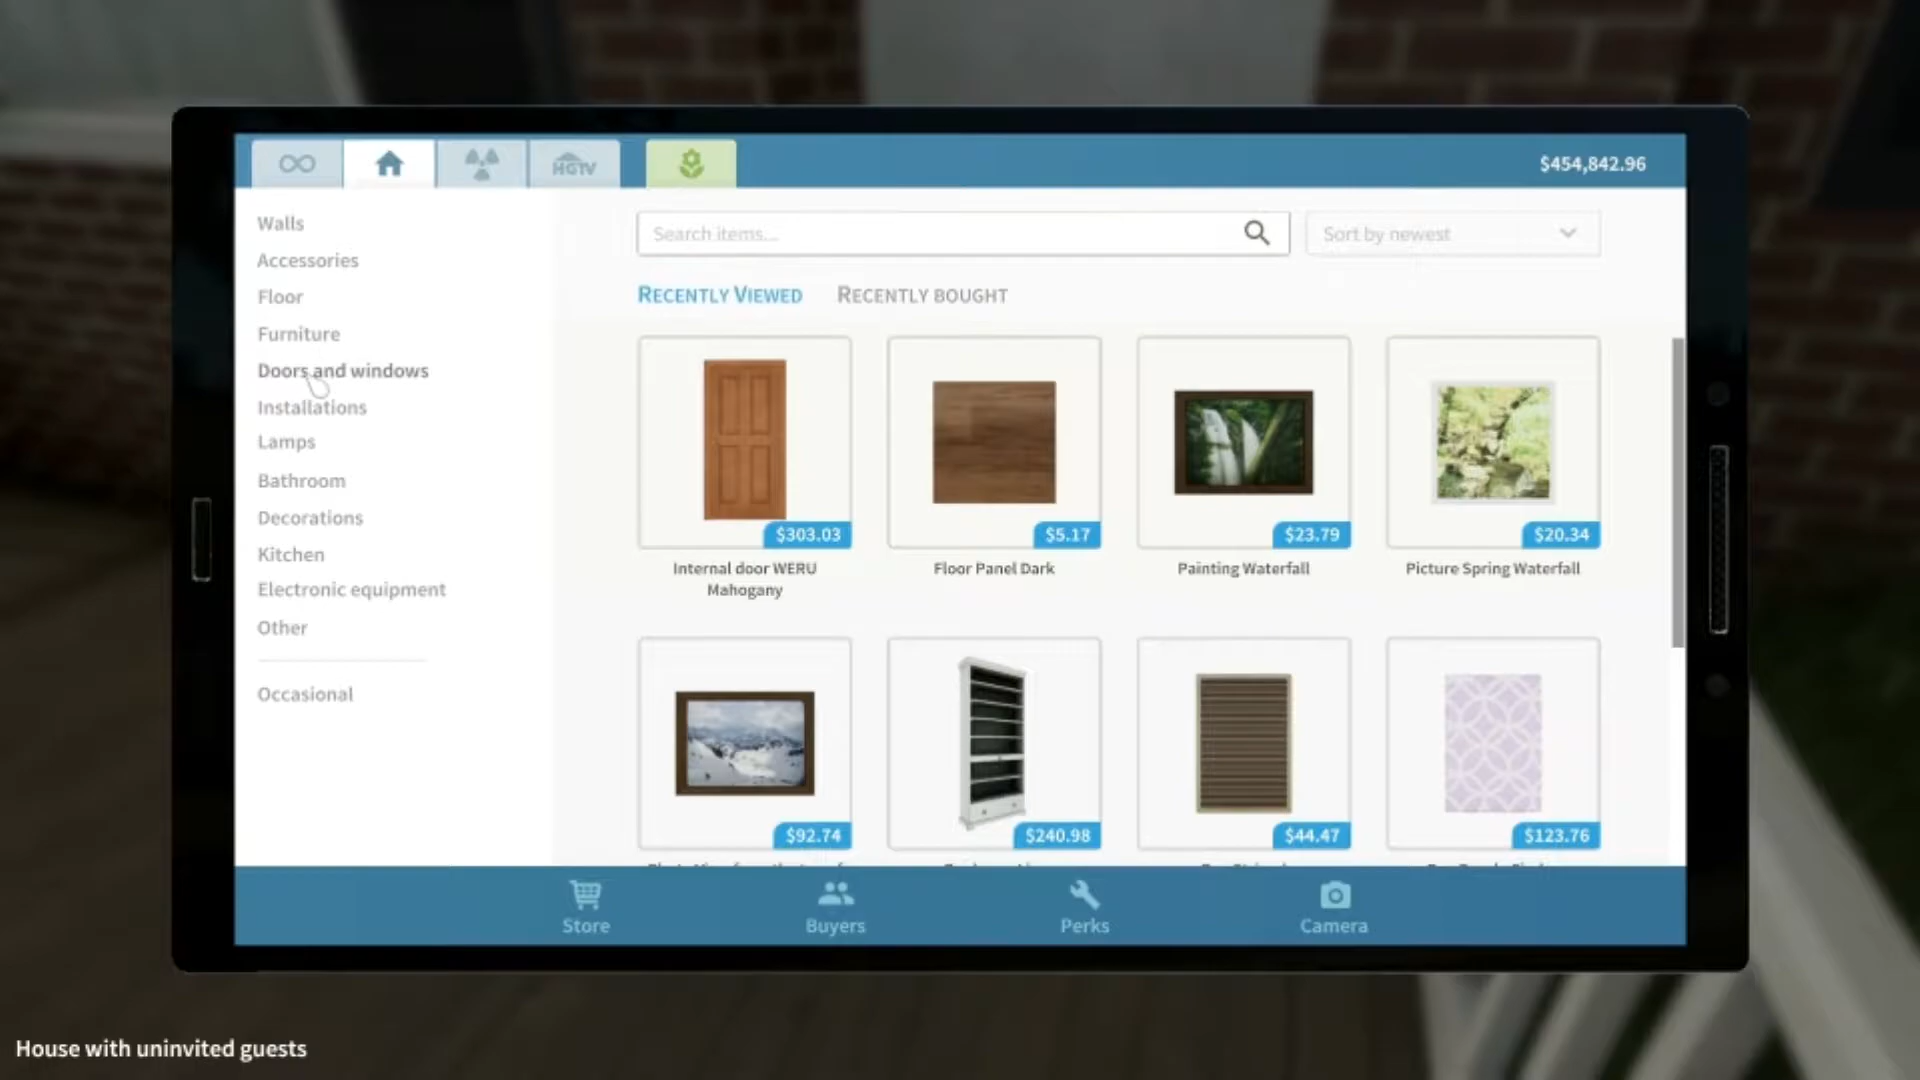 HGTV
$454,842.96
Walls
Accessories
Floor
Furniture
Doors and windows
Installations
Lamps
Bathroom
Decorations
Kitchen
Electronic equipment
Other
Occasional
Search items...
Sort by newest
RECENTLY VIEWED
RECENTLY BOUGHT
$303.03
$5.17
$23.79
$20.34
Internal door WERU
Mahogany
Floor Panel Dark
Painting Waterfall
Picture Spring Waterfall
$92.74
$240.98
$44.47
$123.76
Store
Buyers
Perks
Camera
House with uninvited guests